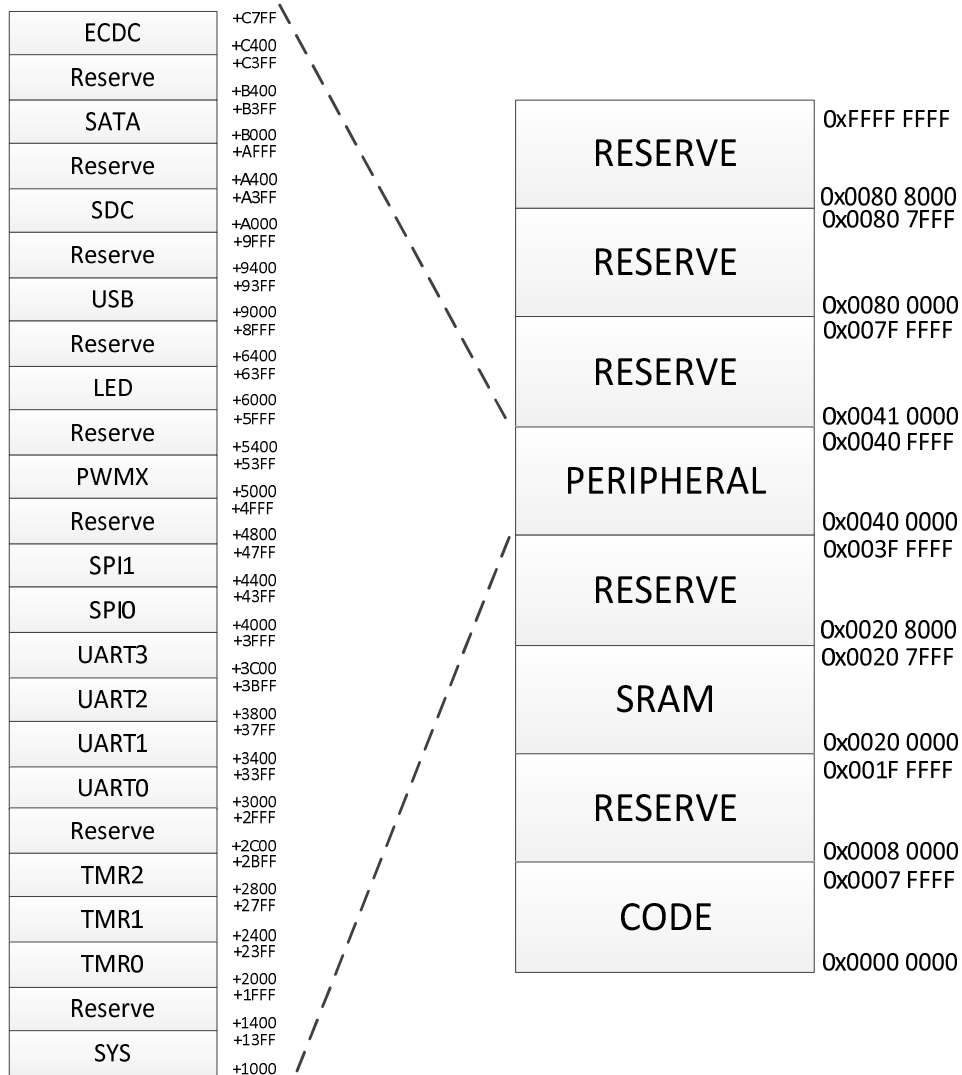 ECDC
+C7FF
+C400
Reserve
+C3FF
+B400
SATA
+B3FF
+B000
Reserve
+AFFF
+A400
SDC
+A3FF
+A000
Reserve
+9FFF
+9400
USB
+93FF
+9000
Reserve
+8FFF
+6400
LED
+63FF
+6000
Reserve
+5FFF
+5400
PWMX
+53FF
+5000
Reserve
+4FFF
+4800
SPI1
+47FF
+4400
SPI0
+43FF
+4000
UART3
+3FFF
+3C00
UART2
+3BFF
+3800
UART1
+37FF
+3400
UART0
+33FF
+3000
Reserve
+2FFF
+2C00
TMR2
+2BFF
+2800
TMR1
+27FF
+2400
TMR0
+23FF
+2000
Reserve
+1FFF
+1400
SYS
+13FF
+1000
RESERVE
0xFFFF FFFF
0x0080 8000
RESERVE
0x0080 7FFF
0x0080 0000
RESERVE
0x007F FFFF
0x0041 0000
PERIPHERAL
0x0040 FFFF
0x0040 0000
RESERVE
0x003F FFFF
0x0020 8000
SRAM
0x0020 7FFF
0x0020 0000
RESERVE
0x001F FFFF
0x0008 0000
CODE
0x0007 FFFF
0x0000 0000